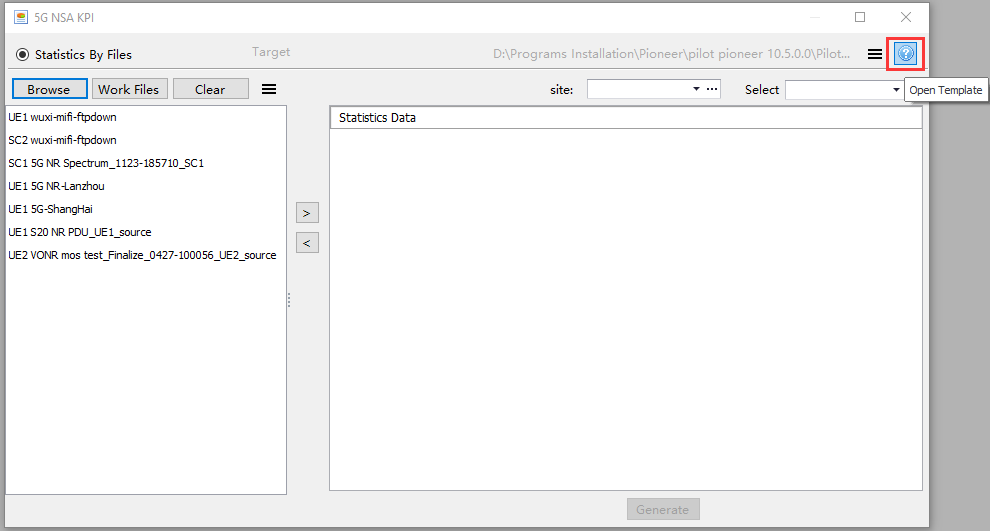 5G NSA KPI
Statistics By Files
Target
D:\Programs Installation\Pioneer\pilot pioneer 10.5.0.0\Pilot...
Browse
Work Files
Clear
site:
Select
Open Template
UE1 wuxi-mifi-ftpdown
SC2 wuxi-mifi-ftpdown
SC1 5G NR Spectrum_1123-185710_SC1
UE1 5G NR-Lanzhou
UE1 5G-ShangHai
UE1 S20 NR PDU_UE1_source
UE2 VONR mos test_Finalize_0427-100056_UE2_source
>
<
Statistics Data
Generate